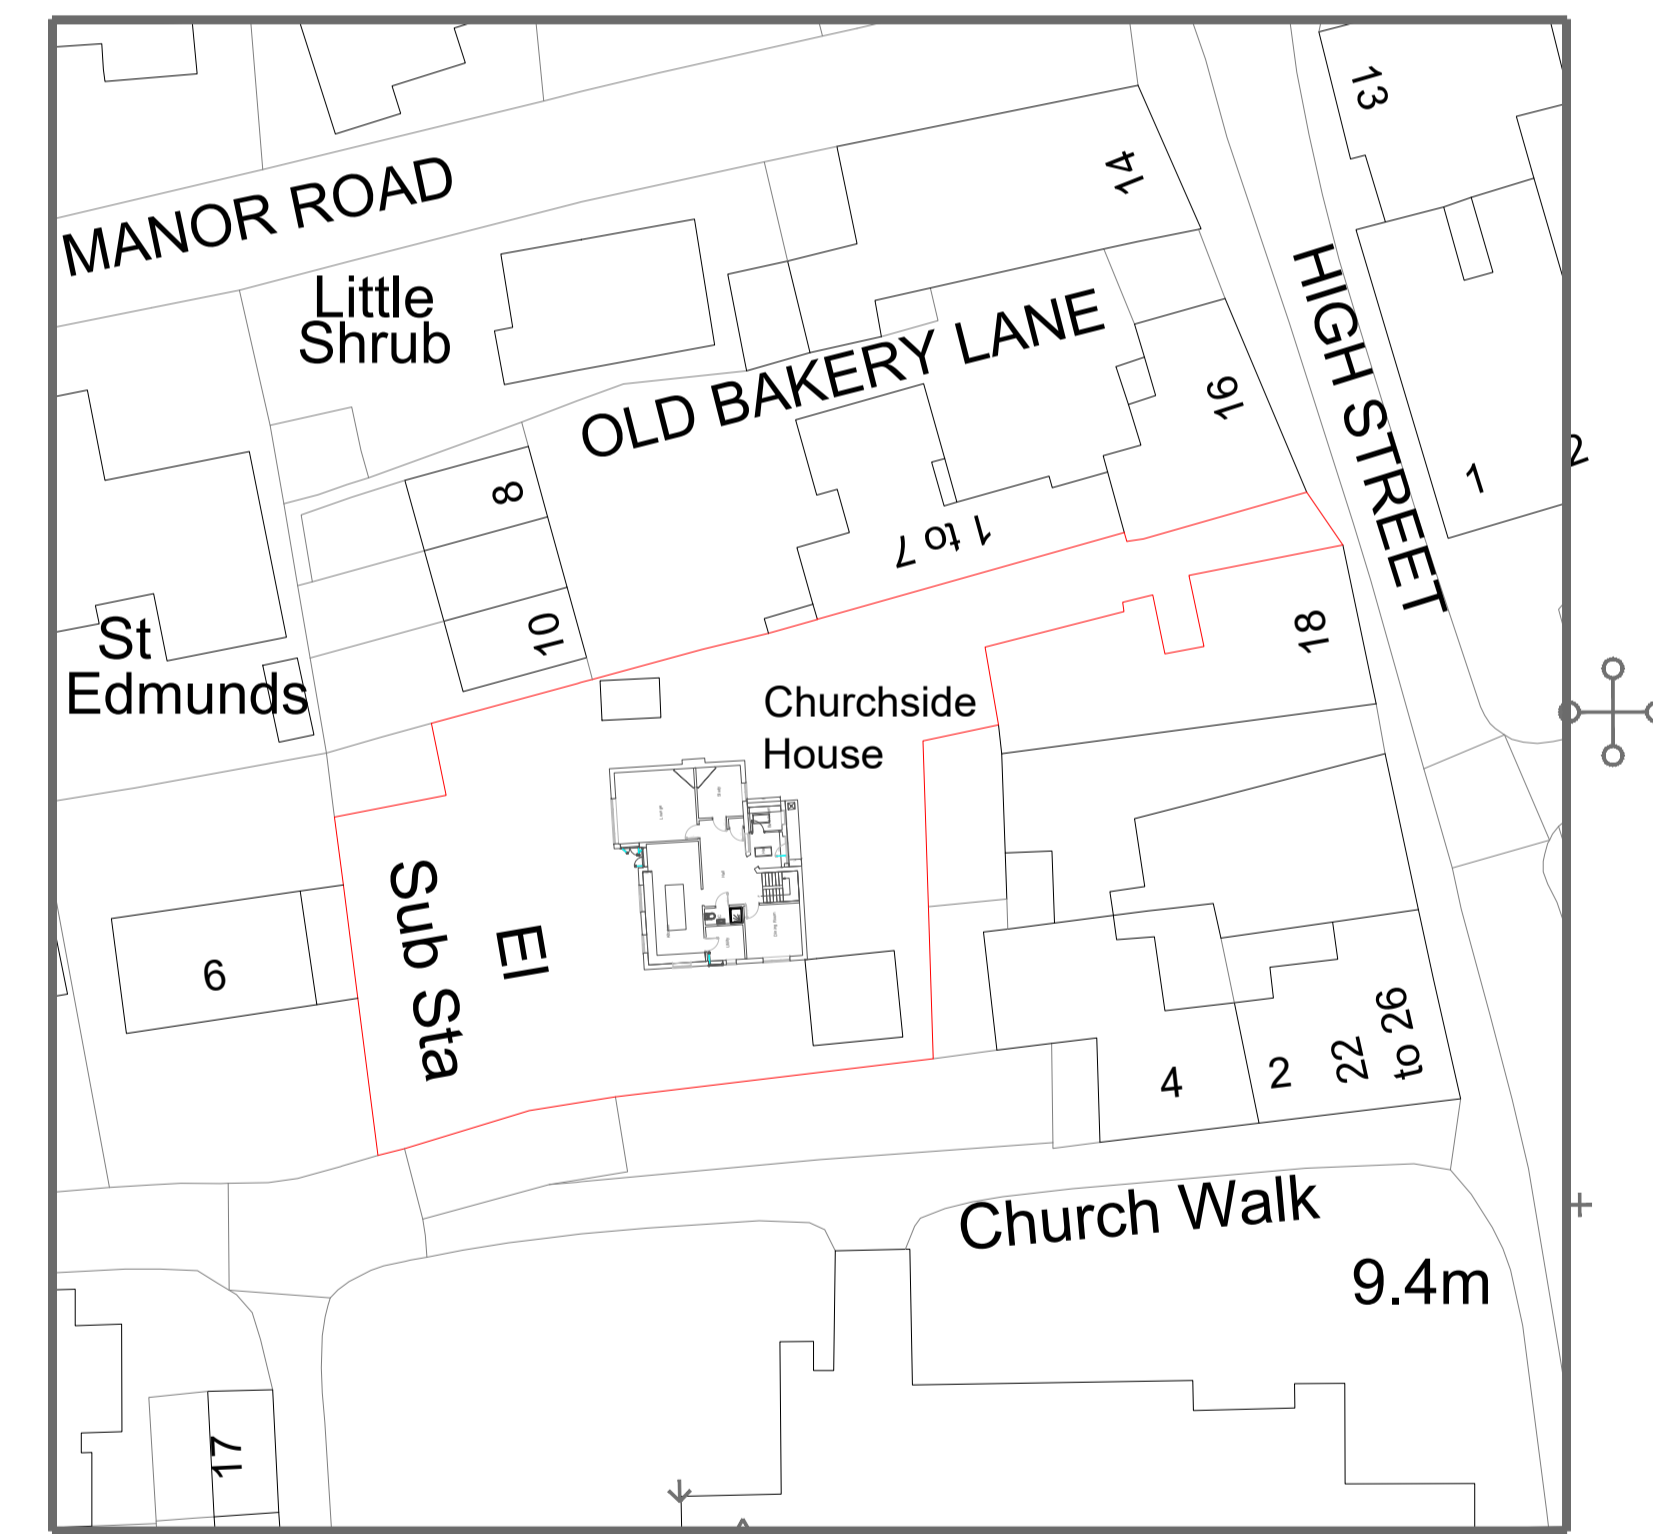 13
14
MANOR ROAD
Little
Shrub
HIGH STREET
OLD BAKERY LANE
16
2
1
8
1 to 7
10
18
St
Edmunds
Churchside
House
Sub Sta
El
6
4
2
22
to 26
Church Walk
9.4m
17